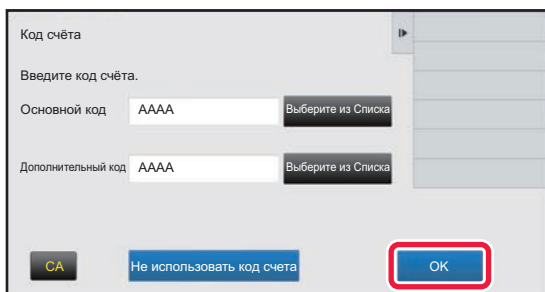 Код счёта
Введите код счёта.
Основной код AAAA Выберите из Списка
Дополнительный код AAAA Выберите из Списка
CA Не использовать код счета OK